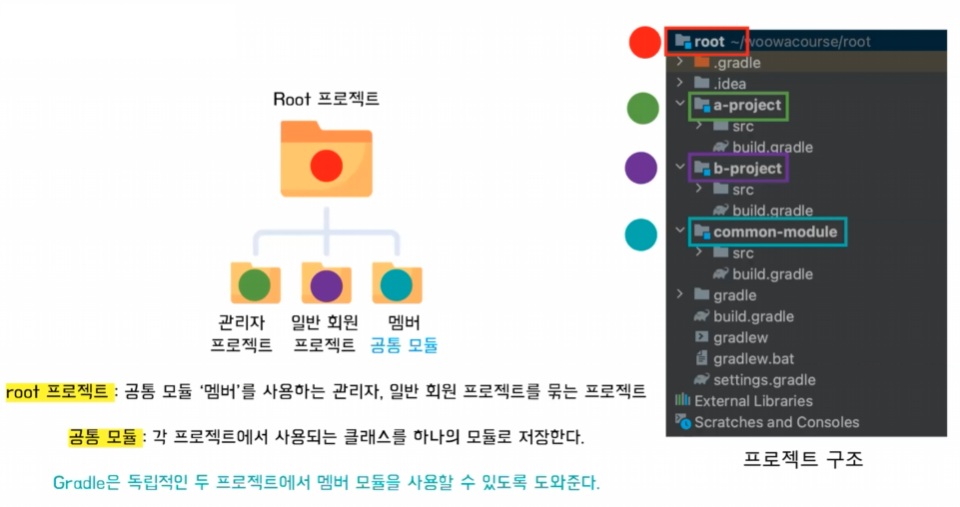 Root 프로젝트
관리자
프로젝트
일반 회원
프로젝트
멤버
공통 모듈
root 프로젝트 : 공통 모듈 '멤버'를 사용하는 관리자, 일반 회원 프로젝트를 묶는 프로젝트
공통 모듈 : 각 프로젝트에서 사용되는 클래스를 하나의 모듈로 저장한다.
Gradle은 독립적인 두 프로젝트에서 멤버 모듈을 사용할 수 있도록 도와준다.
root ~/woowacourse/root
.gradle
.idea
a-project
src
build.gradle
b-project
src
build.gradle
common-module
src
build.gradle
gradle
build.gradle
gradlew
gradlew.bat
settings.gradle
External Libraries
Scratches and Consoles
프로젝트 구조